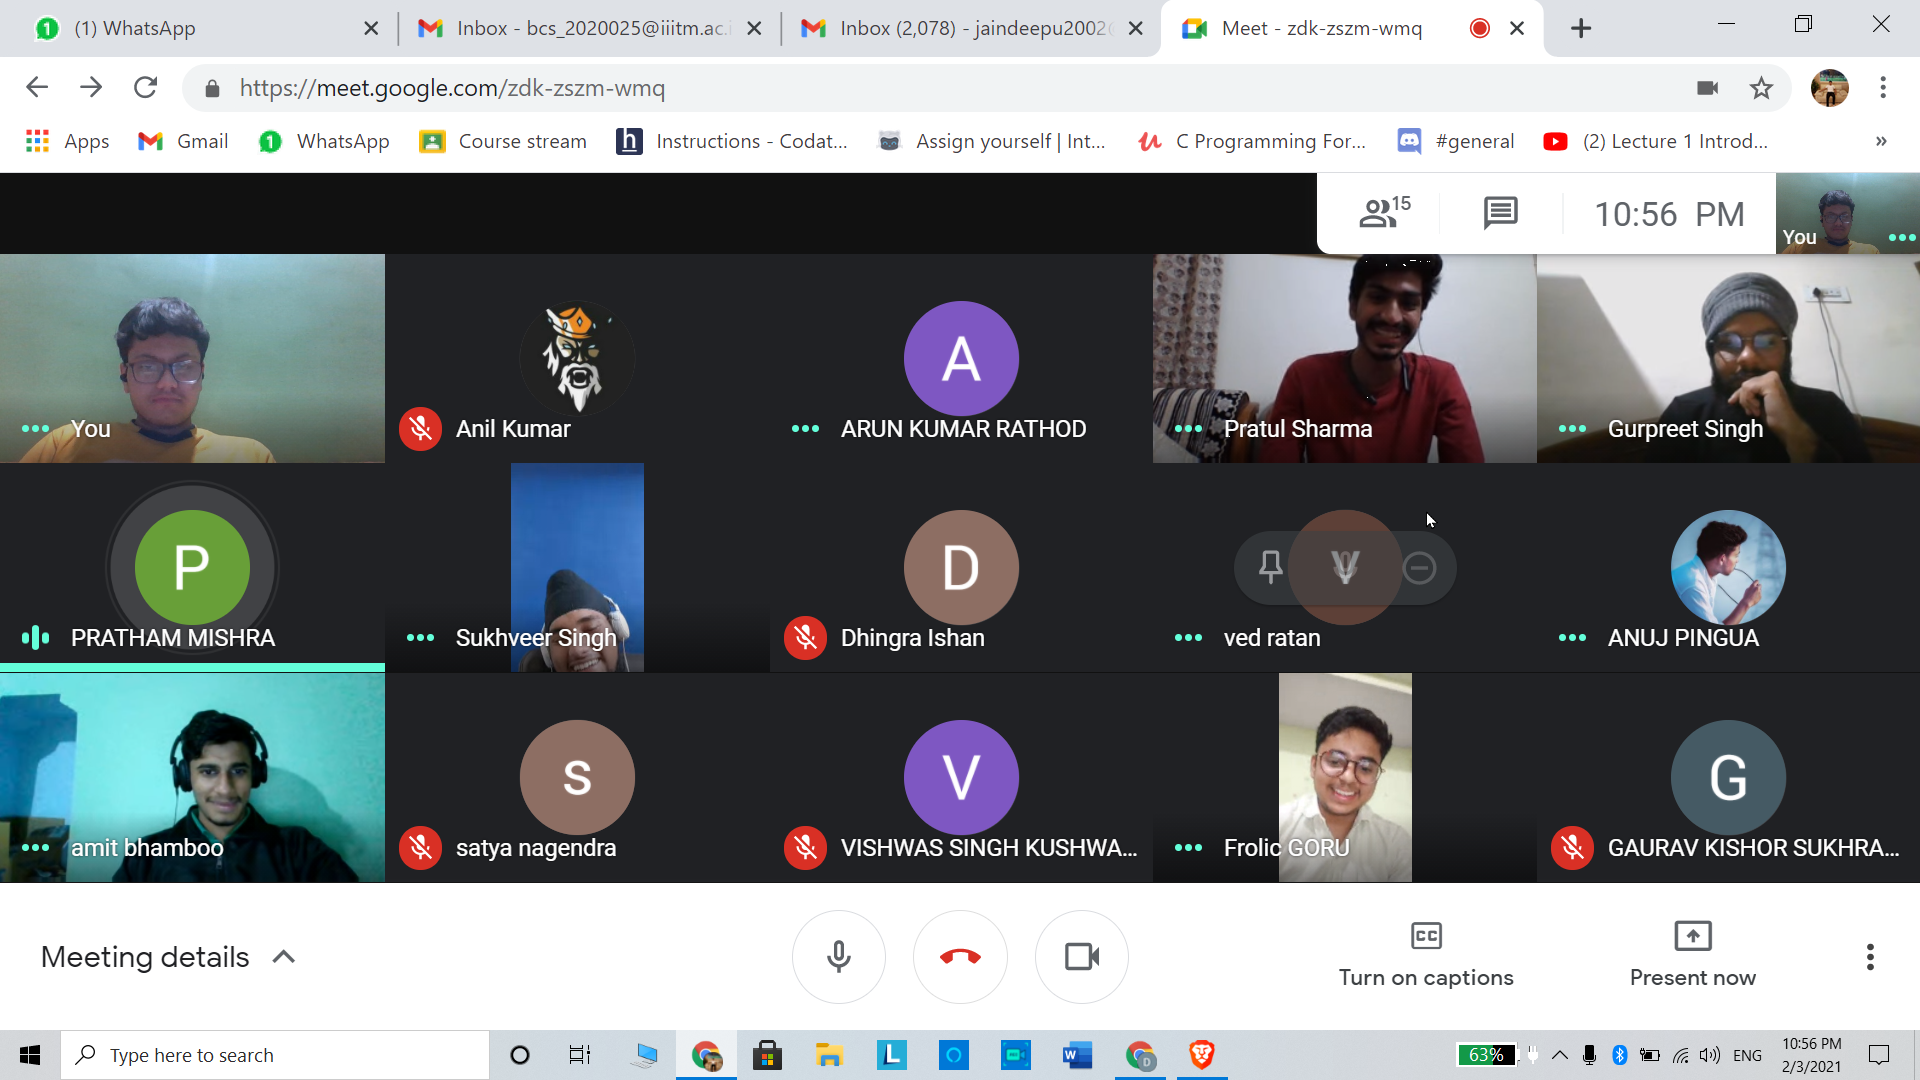 (1) WhatsApp
Inbox - bcs_2020025@iiitm.ac.i
Inbox (2,078) - jaindeepu2002
Meet - zdk-zszm-wmq
https://meet.google.com/zdk-zszm-wmq
Apps
Gmail
WhatsApp
Course stream
Instructions - Codat...
Assign yourself | Int...
C Programming For...
#general
(2) Lecture 1 Introd...
15
10:56 PM
You
You
Anil Kumar
A
ARUN KUMAR RATHOD
Pratul Sharma
Gurpreet Singh
P
PRATHAM MISHRA
Sukhveer Singh
D
Dhingra Ishan
V
ved ratan
ANUJ PINGUA
amit bhamboo
s
satya nagendra
V
VISHWAS SINGH KUSHWA...
Frolic GORU
G
GAURAV KISHOR SUKHRA...
Meeting details
CC
Turn on captions
Present now
Type here to search
L
W
D
63%
ENG
10:56 PM
2/3/2021